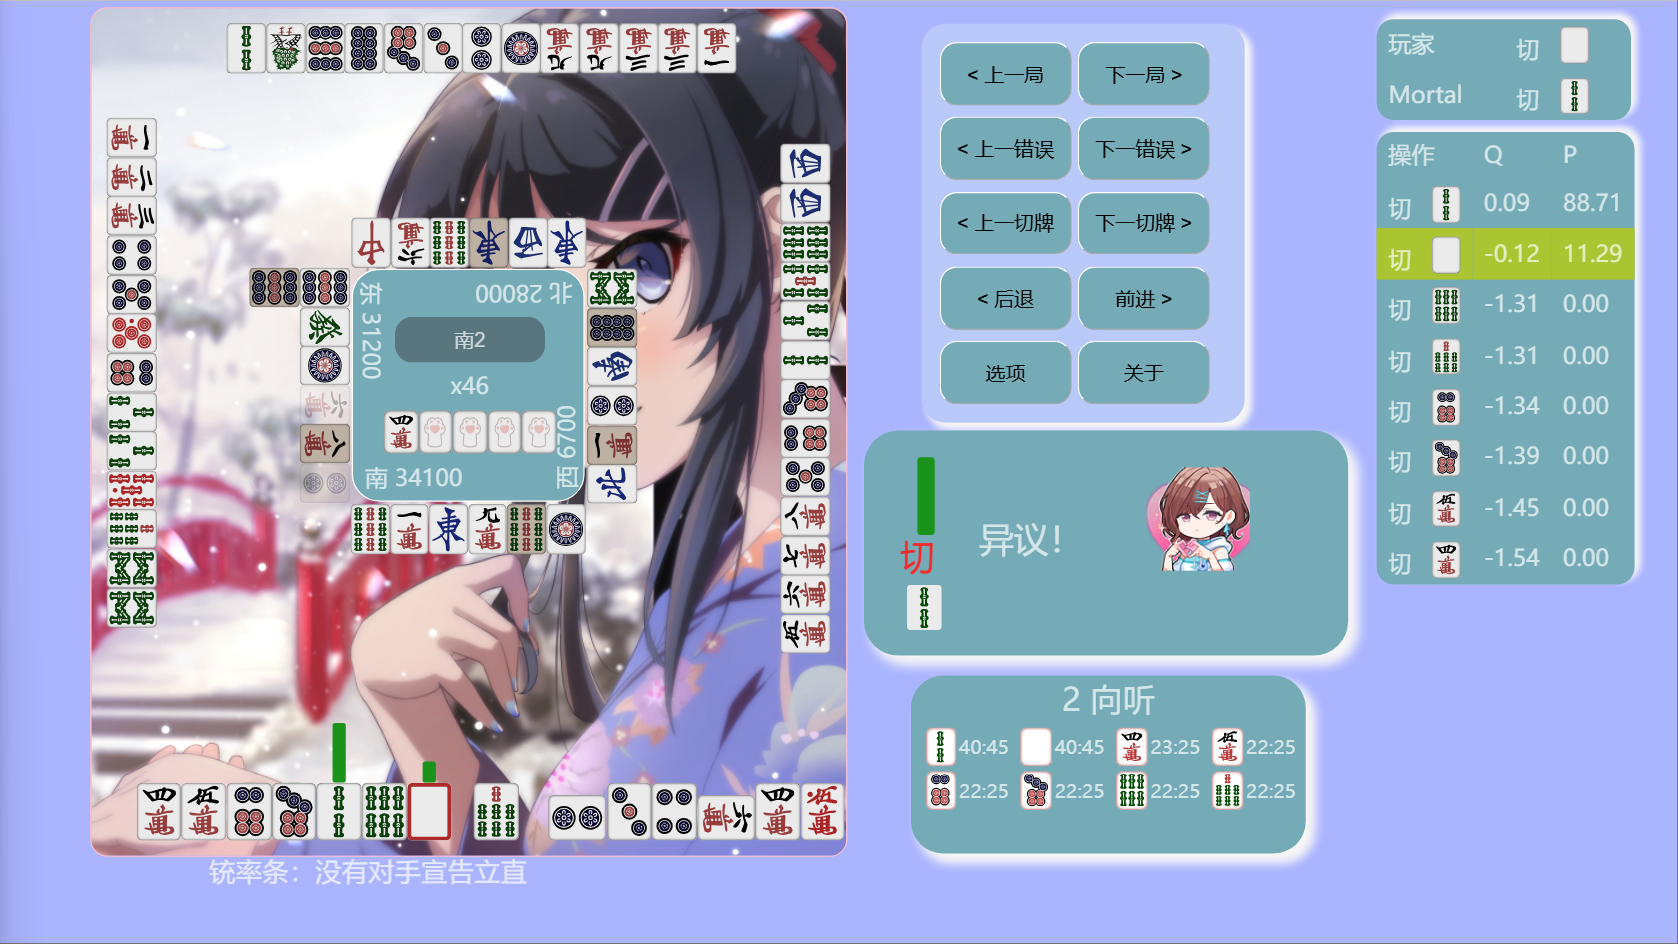 < 上一局
下一局 >
< 上一错误
下一错误 >
< 上一切牌
下一切牌 >
< 后退
前进 >
选项
关于
玩家 切
Mortal 切
操作 Q P
切 0.09 88.71
切 -0.12 11.29
切 -1.31 0.00
切 -1.31 0.00
切 -1.34 0.00
切 -1.39 0.00
切 -1.45 0.00
切 -1.54 0.00
北 28000
东 31200
南2
x46
西 6700
南 34100
切
异议！
2 向听
40:45 40:45 23:25 22:25
22:25 22:25 22:25 22:25
铳率条：没有对手宣告立直